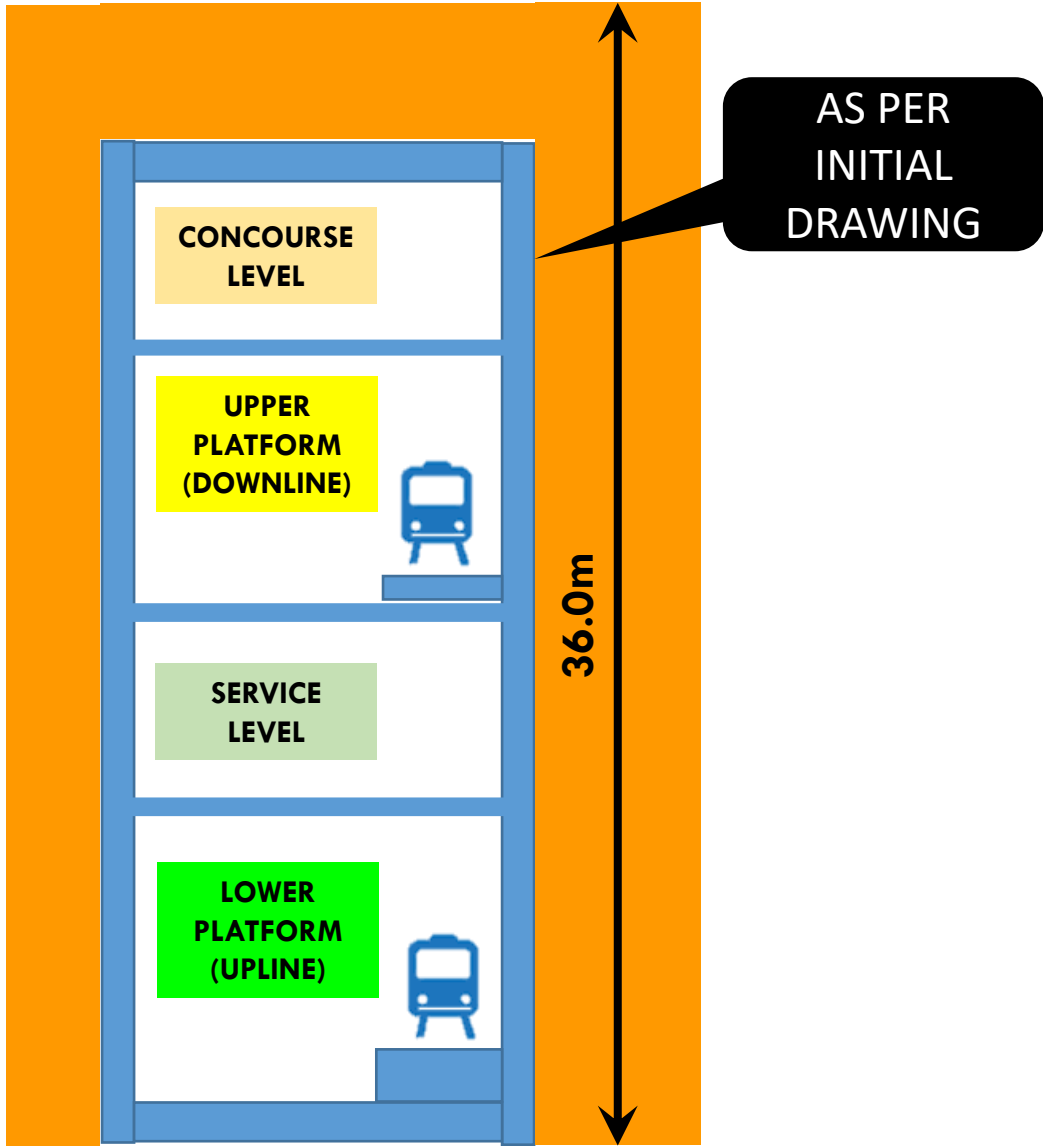 AS PER
INITIAL
DRAWING
CONCOURSE
LEVEL
UPPER
PLATFORM
(DOWNLINE)
36.0m
SERVICE
LEVEL
LOWER
PLATFORM
(UPLINE)